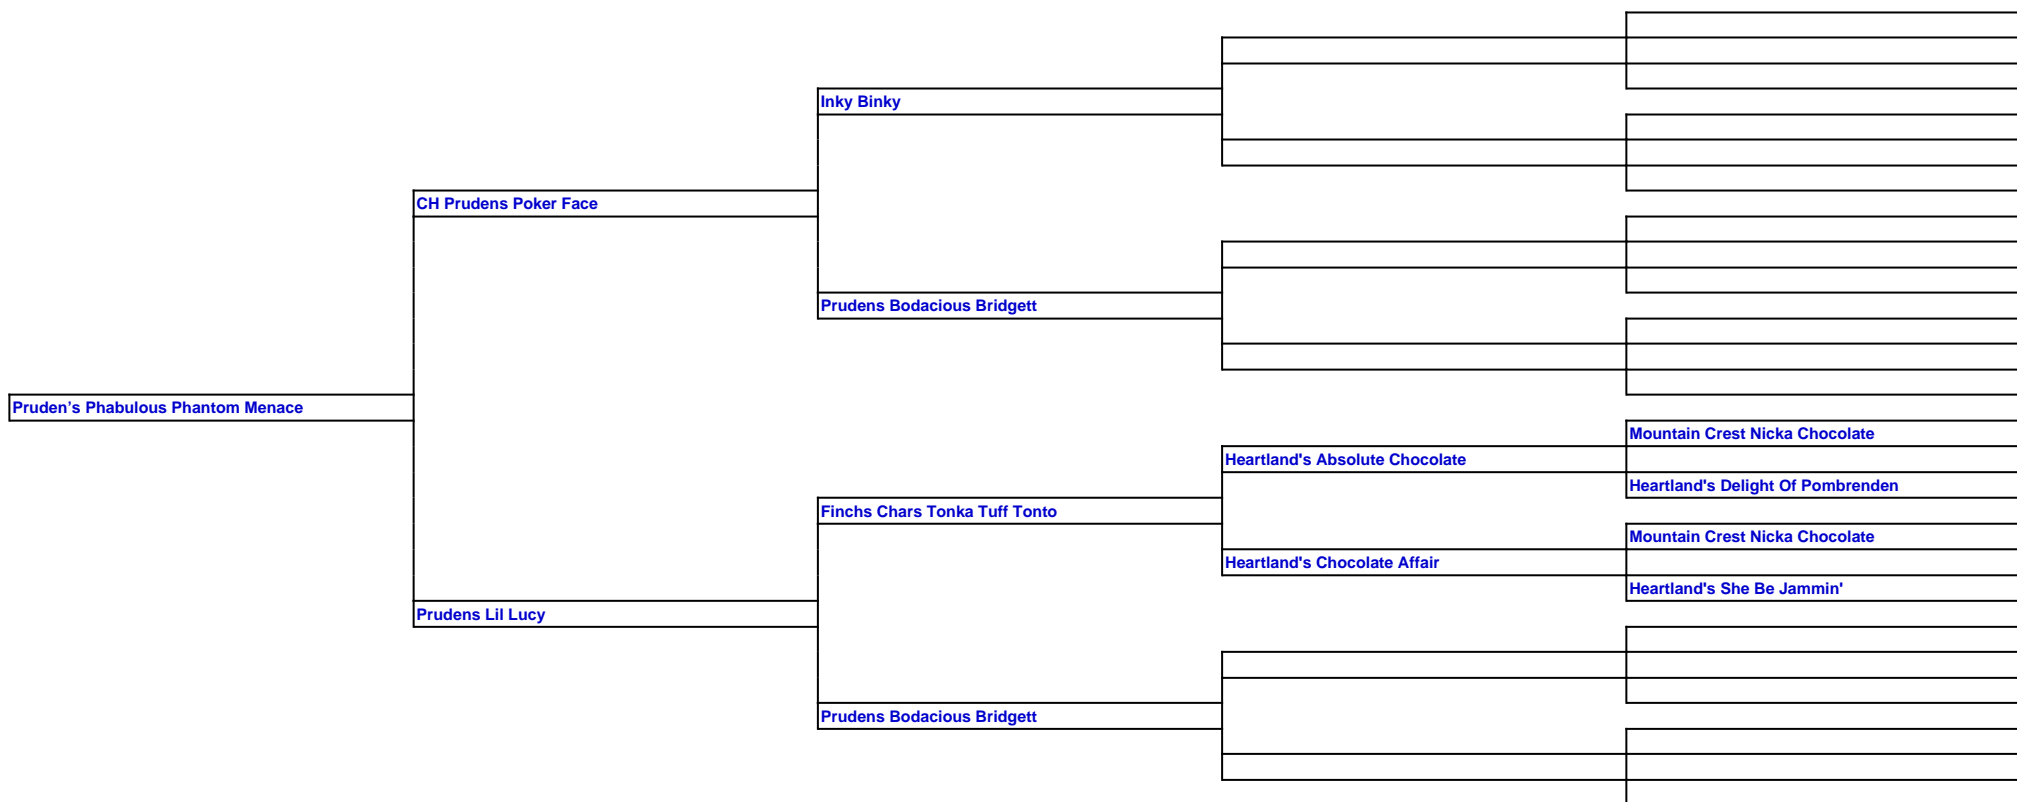 Inky Binky
CH Prudens Poker Face
Prudens Bodacious Bridgett
Pruden’s Phabulous Phantom Menace
Mountain Crest Nicka Chocolate
Heartland's Absolute Chocolate
Heartland's Delight Of Pombrenden
Finchs Chars Tonka Tuff Tonto
Mountain Crest Nicka Chocolate
Heartland's Chocolate Affair
Heartland's She Be Jammin'
Prudens Lil Lucy
Prudens Bodacious Bridgett